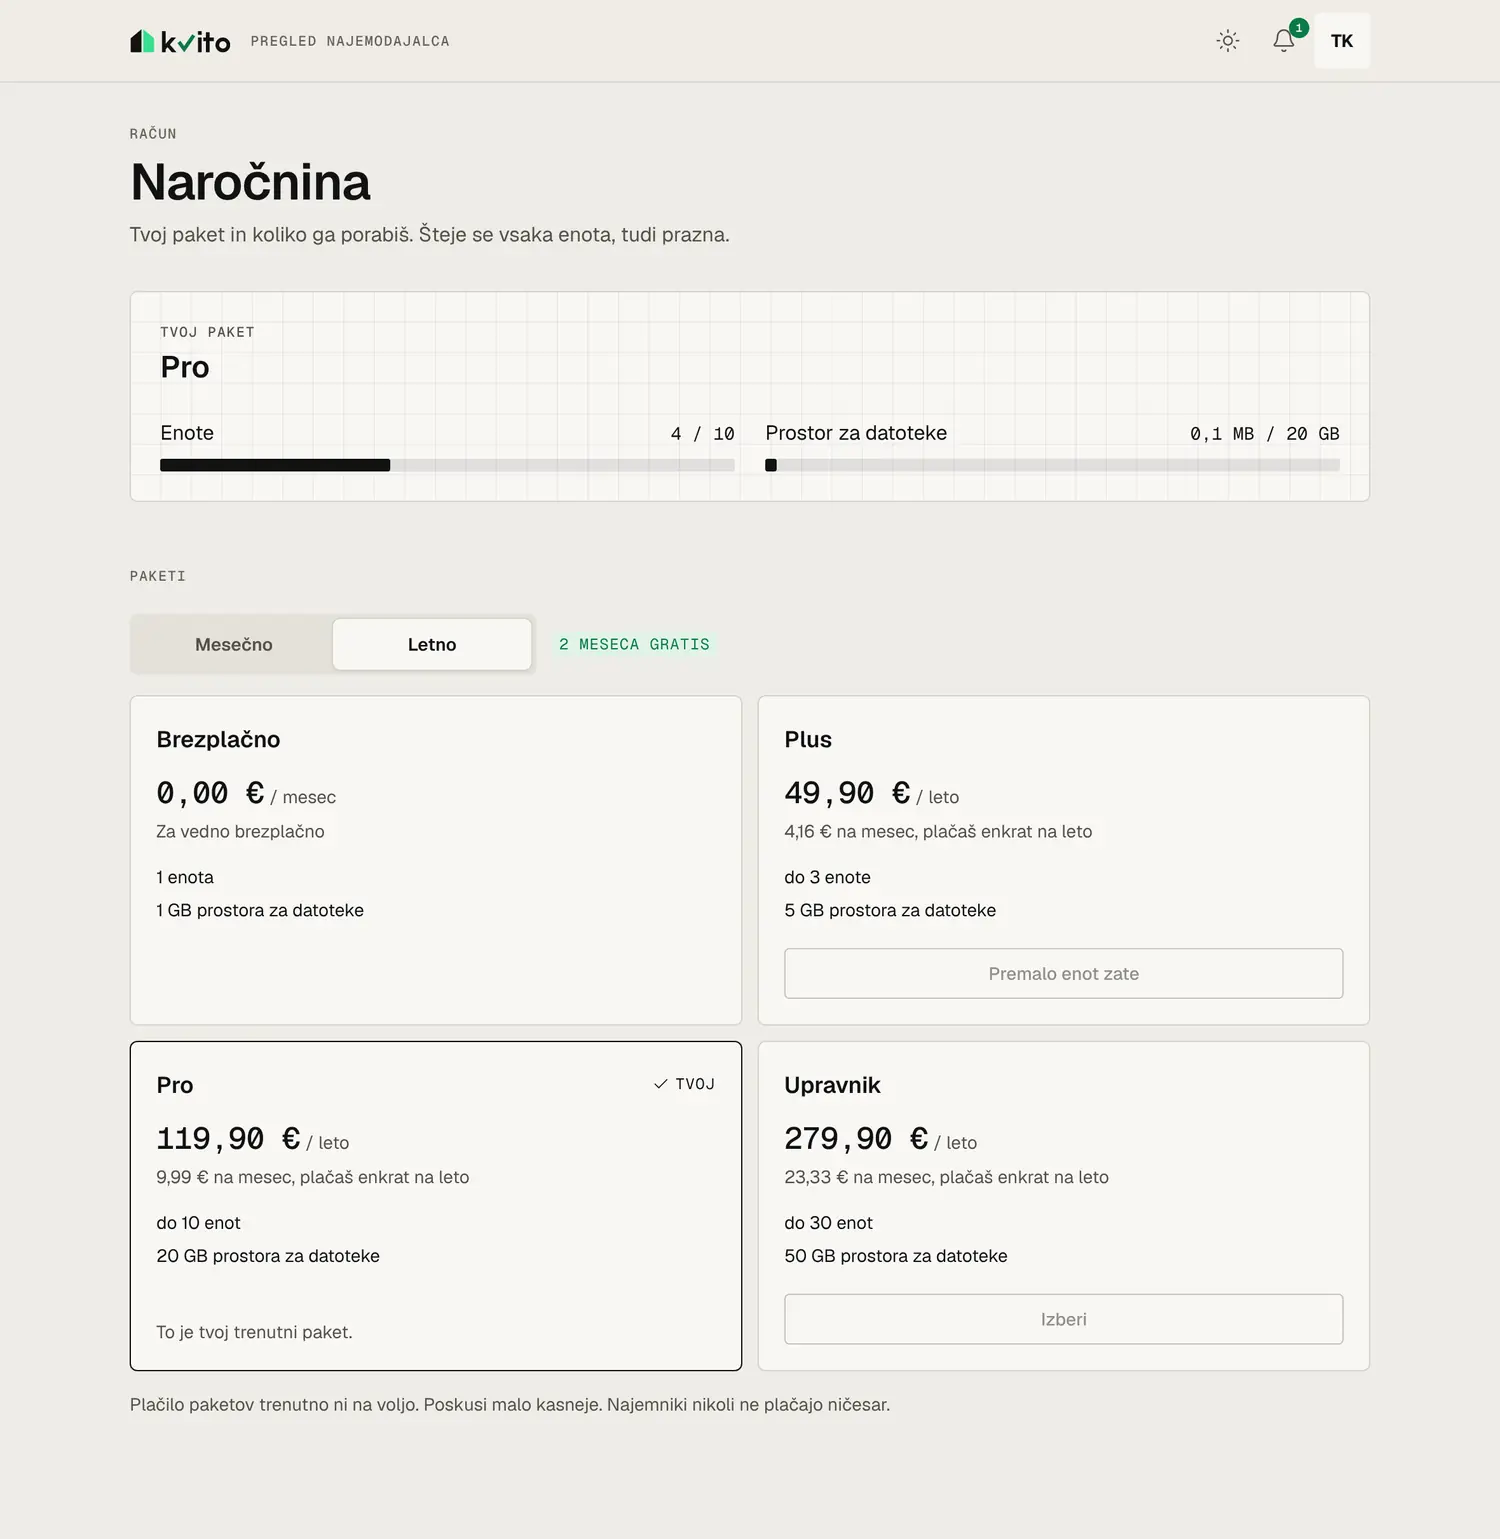 kvito PREGLED NAJEMODAJALCA
1
TK
RAČUN
Naročnina
Tvoj paket in koliko ga porabiš. Šteje se vsaka enota, tudi prazna.
TVOJ PAKET
Pro
Enote 4 / 10
Prostor za datoteke 0,1 MB / 20 GB
PAKETI
Mesečno Letno 2 MESECA GRATIS
Brezplačno
0,00 € / mesec
Za vedno brezplačno
1 enota
1 GB prostora za datoteke
Plus
49,90 € / leto
4,16 € na mesec, plačaš enkrat na leto
do 3 enote
5 GB prostora za datoteke
Premalo enot zate
Pro ✓ TVOJ
119,90 € / leto
9,99 € na mesec, plačaš enkrat na leto
do 10 enot
20 GB prostora za datoteke
To je tvoj trenutni paket.
Upravnik
279,90 € / leto
23,33 € na mesec, plačaš enkrat na leto
do 30 enot
50 GB prostora za datoteke
Izberi
Plačilo paketov trenutno ni na voljo. Poskusi malo kasneje. Najemniki nikoli ne plačajo ničesar.